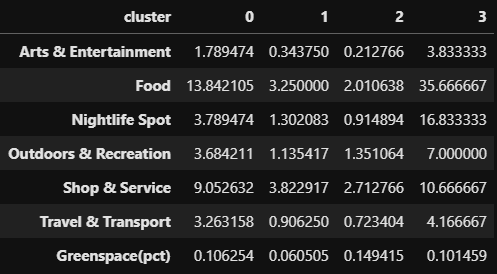 cluster 0 1 2 3
Arts & Entertainment 1.789474 0.343750 0.212766 3.833333
Food 13.842105 3.250000 2.010638 35.666667
Nightlife Spot 3.789474 1.302083 0.914894 16.833333
Outdoors & Recreation 3.684211 1.135417 1.351064 7.000000
Shop & Service 9.052632 3.822917 2.712766 10.666667
Travel & Transport 3.263158 0.906250 0.723404 4.166667
Greenspace(pct) 0.106254 0.060505 0.149415 0.101459